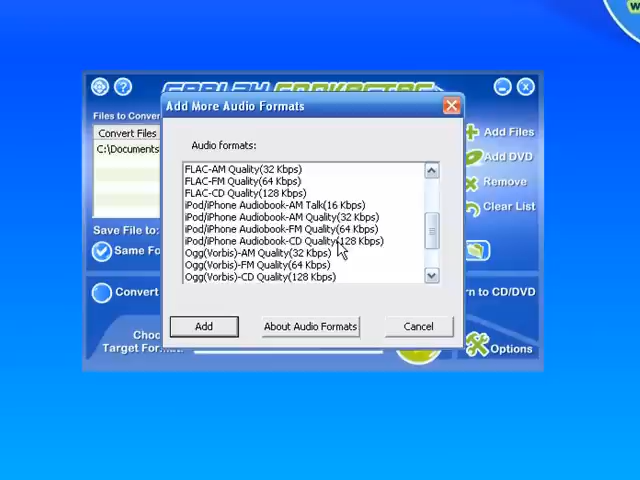 Add More Audio Formats
Files to Conver
Audio formats:
Add Files
Convert Files
C:\Documents
Add DVD
FLAC-AM Quality(32 Kbps)
FLAC-FM Quality(64 Kbps)
FLAC-CD Quality(128 Kbps)
iPod/iPhone Audiobook-AM Talk(16 Kbps)
iPod/iPhone Audiobook-AM Quality(32 Kbps)
iPod/iPhone Audiobook-FM Quality(64 Kbps)
iPod/iPhone Audiobook-CD Quality(128 Kbps)
Ogg(Vorbis)-AM Quality(32 Kbps)
Ogg(Vorbis)-FM Quality(64 Kbps)
Ogg(Vorbis)-CD Quality(128 Kbps)
Remove
Clear List
Save File to:
Same Fo
Convert
n to CD/DVD
Add
About Audio Formats
Cancel
Choo
Target Form
Options